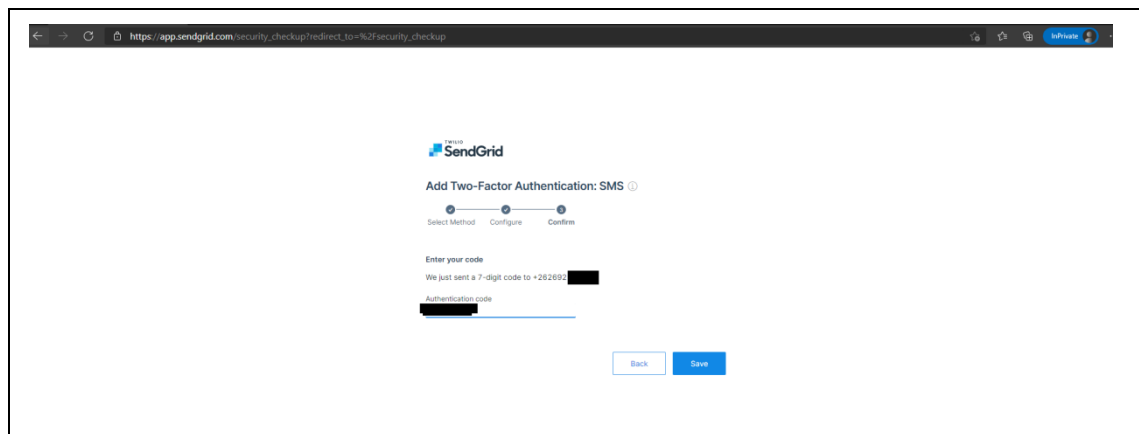 https://app.sendgrid.com/security_checkup?redirect_to=%2Fsecurity_checkup
InPrivate
TWILIO
SendGrid
Add Two-Factor Authentication: SMS
Select Method Configure Confirm
Enter your code
We just sent a 7-digit code to +262692
Authentication code
Back Save